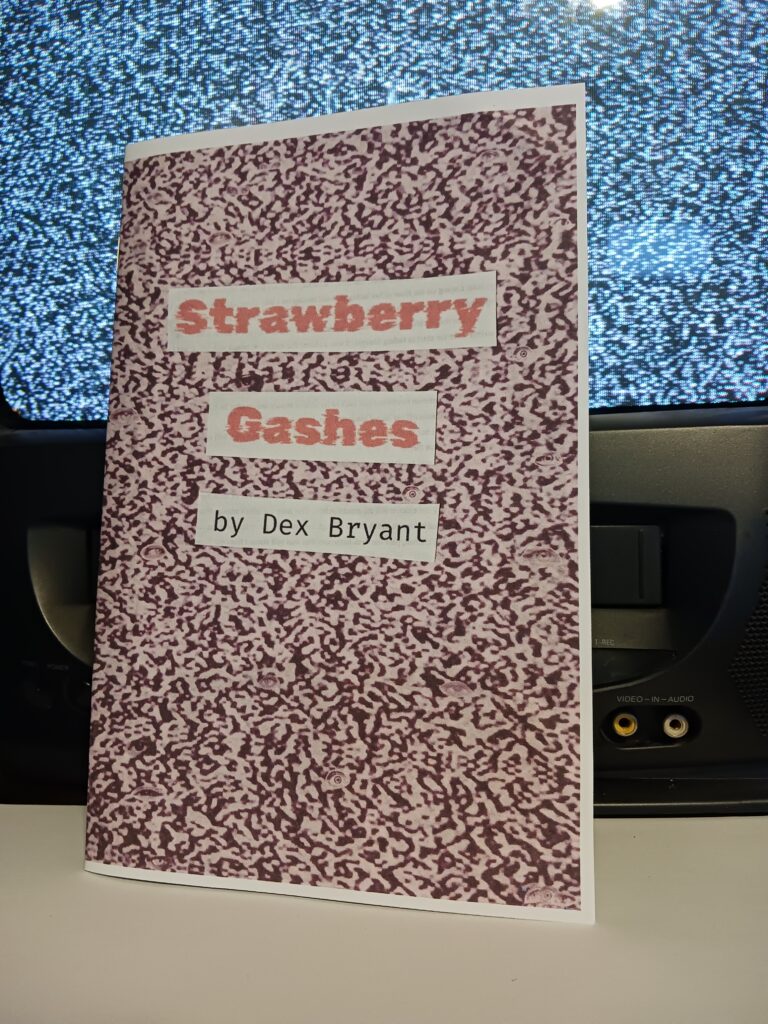 Strawberry
Gashes
by Dex Bryant
VIDEO-IN-AUDIO